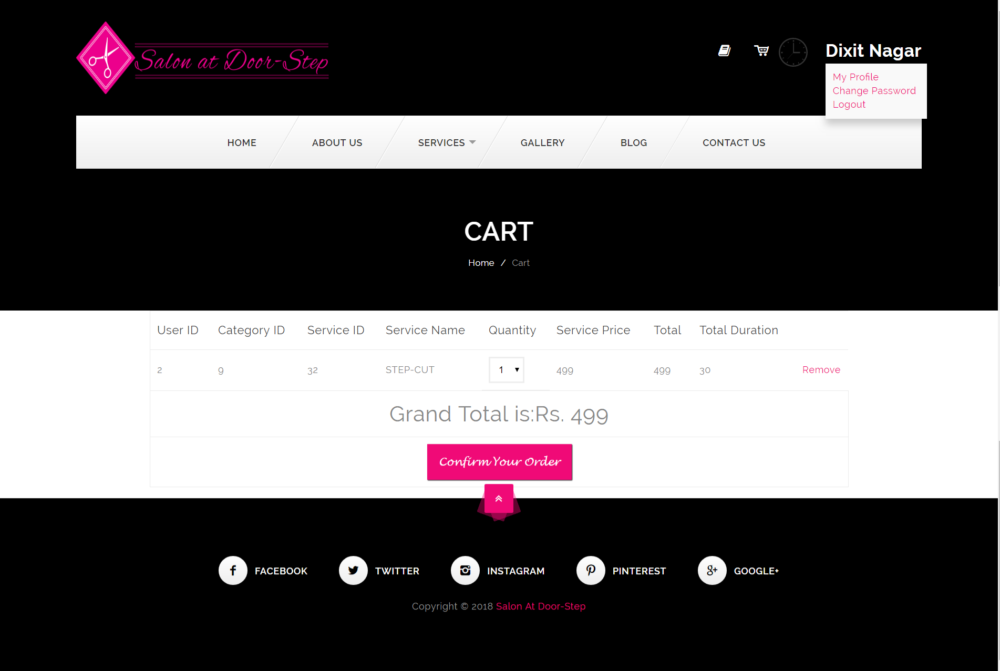 Salon at Door-Step
Dixit Nagar
My Profile
Change Password
Logout
HOME ABOUT US SERVICES GALLERY BLOG CONTACT US
CART
Home / Cart
User ID Category ID Service ID Service Name Quantity Service Price Total Total Duration
2 9 32 STEP-CUT 1 499 499 30 Remove
Grand Total is:Rs. 499
Confirm Your Order
FACEBOOK TWITTER INSTAGRAM PINTEREST GOOGLE+
Copyright © 2018 Salon At Door-Step